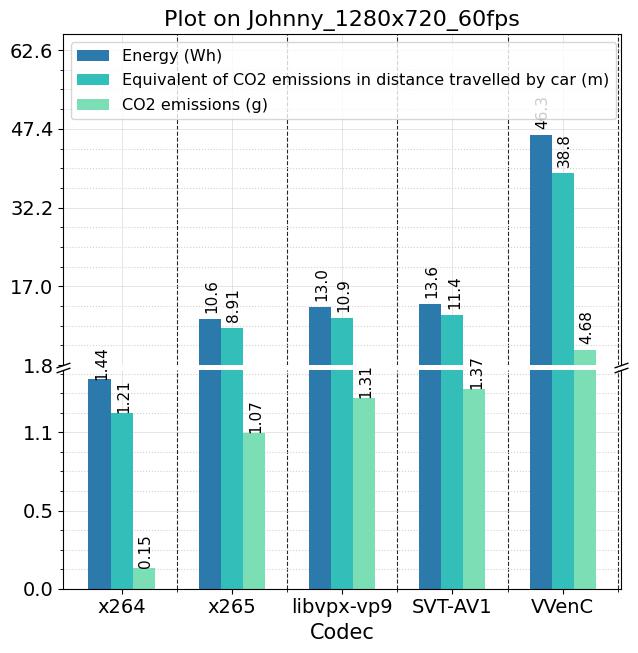 Plot on Johnny_1280x720_60fps
62.6
47.4
32.2
17.0
1.8
1.1
0.5
0.0
Energy (Wh)
Equivalent of CO2 emissions in distance travelled by car (m)
CO2 emissions (g)
1.44
1.21
0.15
10.6
8.91
1.07
13.0
10.9
1.31
13.6
11.4
1.37
46.3
38.8
4.68
x264
x265
libvpx-vp9
SVT-AV1
VVenC
Codec